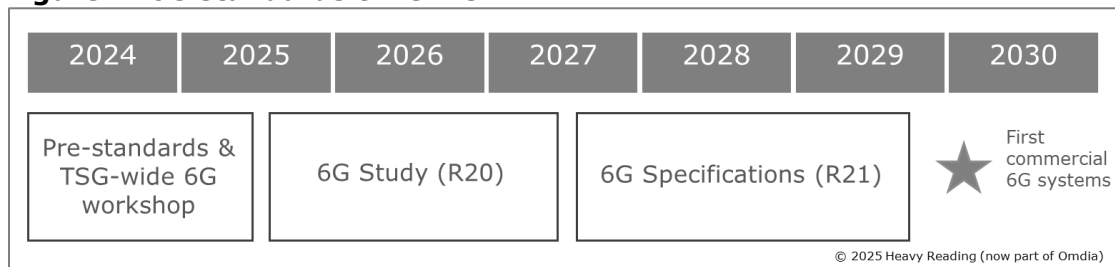 2024 2025 2026 2027 2028 2029 2030
Pre-standards &
TSG-wide 6G
workshop
6G Study (R20)
6G Specifications (R21)
First
commercial
6G systems
© 2025 Heavy Reading (now part of Omdia)